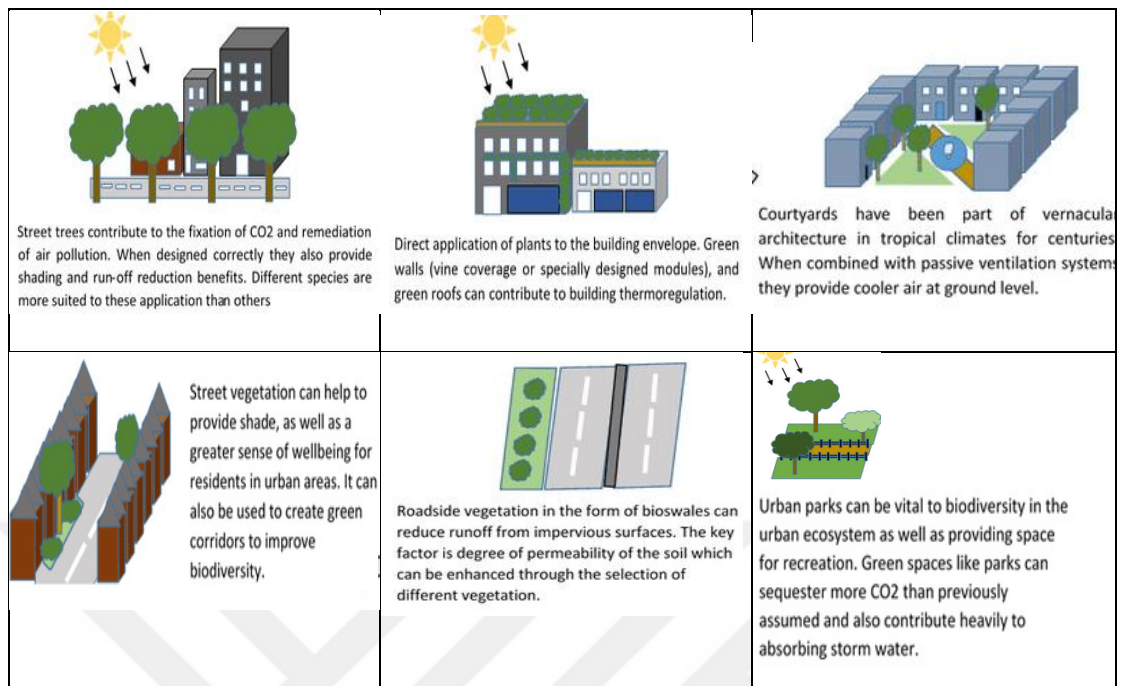 Street trees contribute to the fixation of CO2 and remediation
of air pollution. When designed correctly they also provide
shading and run-off reduction benefits. Different species are
more suited to these application than others
Direct application of plants to the building envelope. Green
walls (vine coverage or specially designed modules), and
green roofs can contribute to building thermoregulation.
Courtyards have been part of vernacular
architecture in tropical climates for centuries
When combined with passive ventilation systems
they provide cooler air at ground level.
Street vegetation can help to
provide shade, as well as a
greater sense of wellbeing for
residents in urban areas. It can
also be used to create green
corridors to improve
biodiversity.
Roadside vegetation in the form of bioswales can
reduce runoff from impervious surfaces. The key
factor is degree of permeability of the soil which
can be enhanced through the selection of
different vegetation.
Urban parks can be vital to biodiversity in the
urban ecosystem as well as providing space
for recreation. Green spaces like parks can
sequester more CO2 than previously
assumed and also contribute heavily to
absorbing storm water.